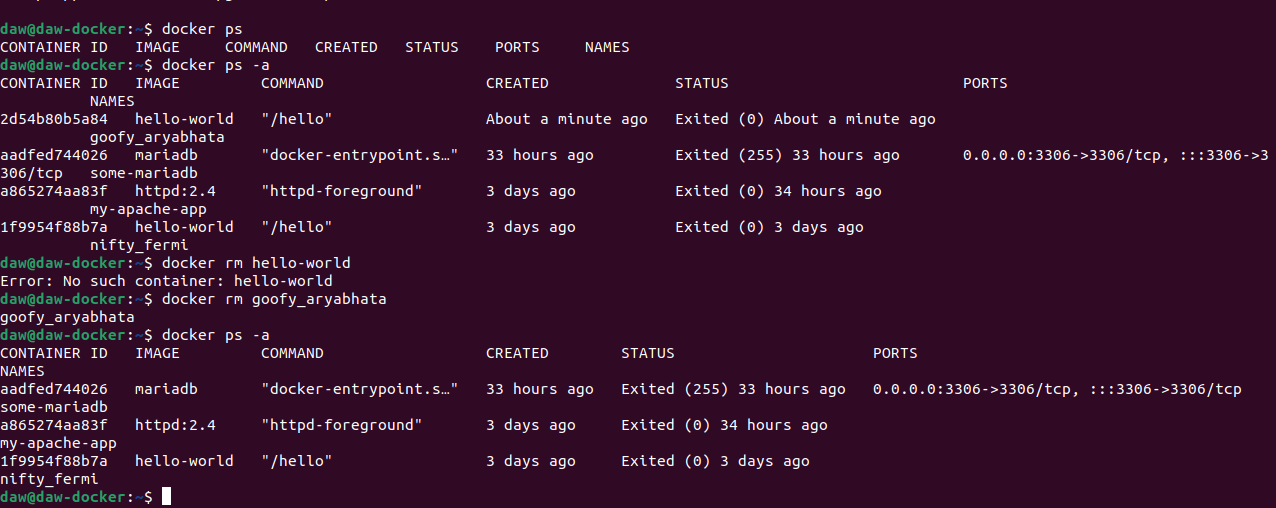 daw@daw-docker:~$ docker ps
CONTAINER ID   IMAGE     COMMAND   CREATED   STATUS    PORTS     NAMES
daw@daw-docker:~$ docker ps -a
CONTAINER ID   IMAGE         COMMAND                  CREATED              STATUS                          PORTS
          NAMES
2d54b80b5a84   hello-world   "/hello"                 About a minute ago   Exited (0) About a minute ago
          goofy_aryabhata
aadfed744026   mariadb       "docker-entrypoint.s…"   33 hours ago         Exited (255) 33 hours ago       0.0.0.0:3306->3306/tcp, :::3306->3
306/tcp   some-mariadb
a865274aa83f   httpd:2.4     "httpd-foreground"       3 days ago           Exited (0) 34 hours ago
          my-apache-app
1f9954f88b7a   hello-world   "/hello"                 3 days ago           Exited (0) 3 days ago
          nifty_fermi
daw@daw-docker:~$ docker rm hello-world
Error: No such container: hello-world
daw@daw-docker:~$ docker rm goofy_aryabhata
goofy_aryabhata
daw@daw-docker:~$ docker ps -a
CONTAINER ID   IMAGE         COMMAND                  CREATED        STATUS                      PORTS
NAMES
aadfed744026   mariadb       "docker-entrypoint.s…"   33 hours ago   Exited (255) 33 hours ago   0.0.0.0:3306->3306/tcp, :::3306->3306/tcp
some-mariadb
a865274aa83f   httpd:2.4     "httpd-foreground"       3 days ago     Exited (0) 34 hours ago
my-apache-app
1f9954f88b7a   hello-world   "/hello"                 3 days ago     Exited (0) 3 days ago
nifty_fermi
daw@daw-docker:~$